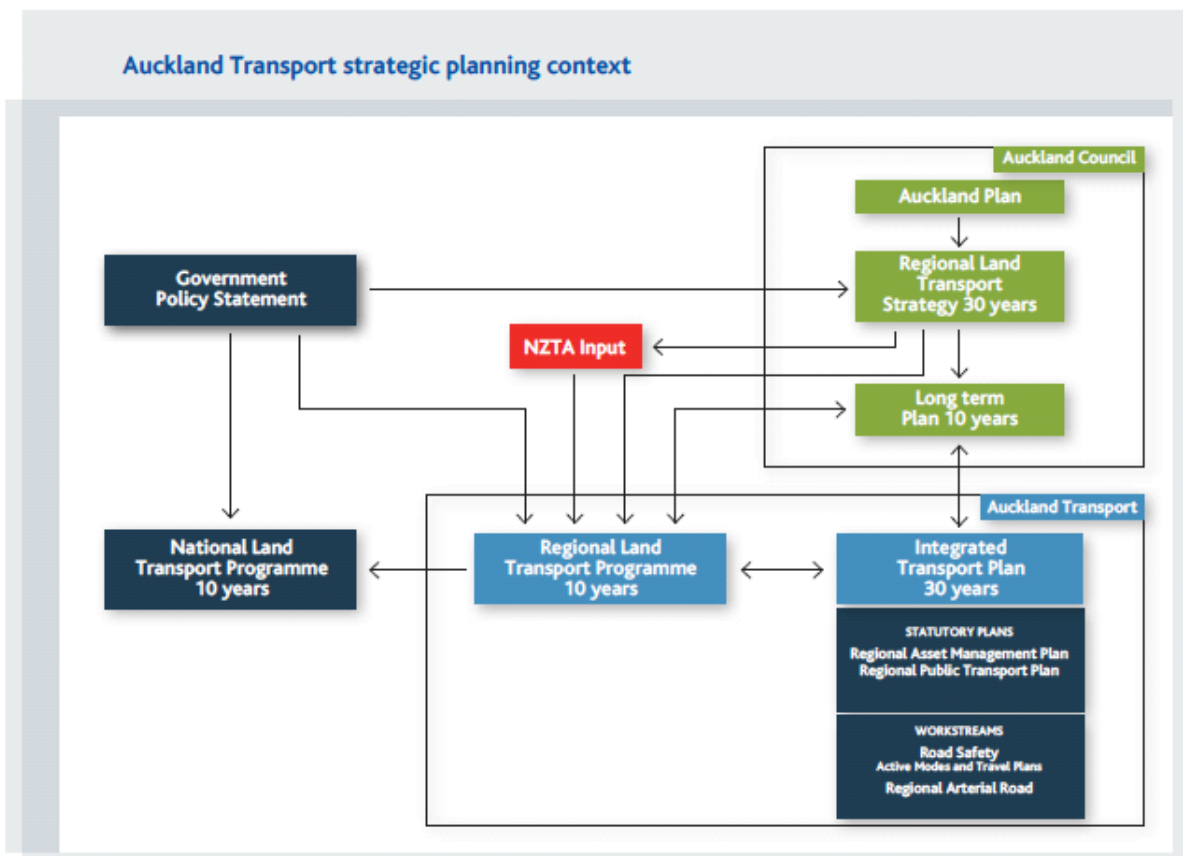 Auckland Transport strategic planning context
Auckland Council
Auckland Plan
Government
Policy Statement
Regional Land
Transport
Strategy 30 years
NZTA Input
Long term
Plan 10 years
Auckland Transport
National Land
Transport Programme
10 years
Regional Land
Transport Programme
10 years
Integrated
Transport Plan
30 years
STATUTORY PLANS
Regional Asset Management Plan
Regional Public Transport Plan
WORKSTREAMS
Road Safety
Active Modes and Travel Plans
Regional Arterial Road